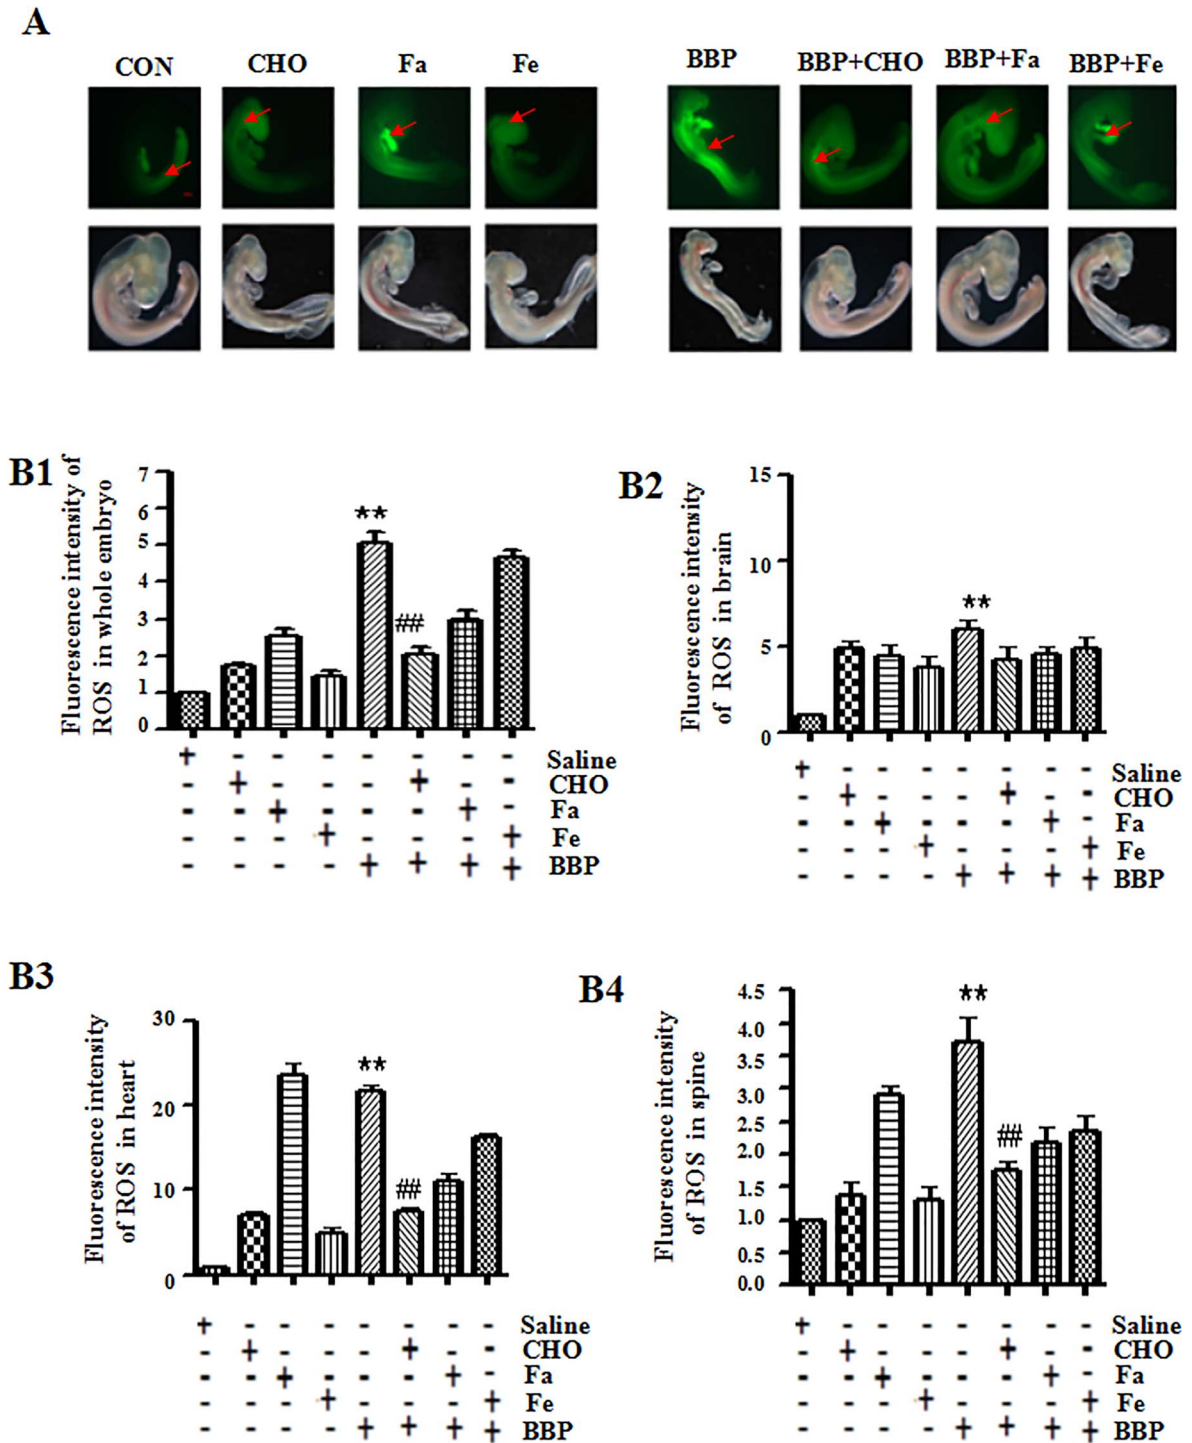 A
CON CHO Fa Fe BBP BBP+CHO BBP+Fa BBP+Fe
B1
Fluorescence intensity of
ROS in whole embryo
7
6
5
4
3
2
1
0
**
##
+ - - - - - - - Saline
- + - - - + - - CHO
- - + - - - + - Fa
- - - + - - - + Fe
- - - - + + + + BBP
B2
Fluorescence intensity
of ROS in brain
15
10
5
0
**
+ - - - - - - - Saline
- + - - - + - - CHO
- - + - - - + - Fa
- - - + - - - + Fe
- - - - + + + + BBP
B3
Fluorescence intensity
of ROS in heart
30
20
10
0
**
##
+ - - - - - - - Saline
- + - - - + - - CHO
- - + - - - + - Fa
- - - + - - - + Fe
- - - - + + + + BBP
B4
Fluorescence intensity
of ROS in spine
4.5
4.0
3.5
3.0
2.5
2.0
1.5
1.0
0.5
0.0
**
##
+ - - - - - - - Saline
- + - - - + - - CHO
- - + - - - + - Fa
- - - + - - - + Fe
- - - - + + + + BBP